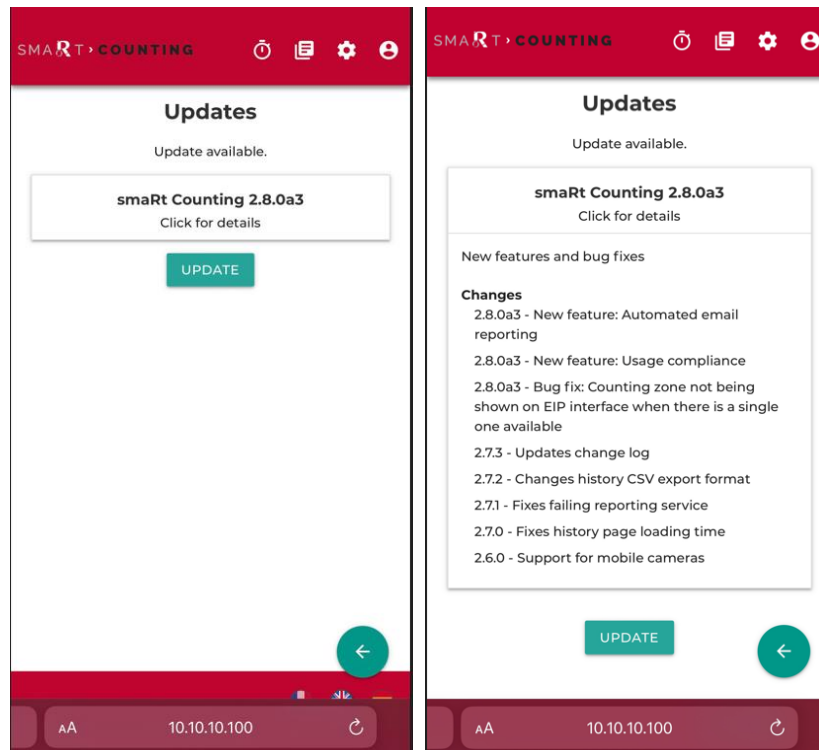 SMART›COUNTING
Updates
Update available.
smaRt Counting 2.8.0a3
Click for details
UPDATE
AA
10.10.10.100
SMART›COUNTING
Updates
Update available.
smaRt Counting 2.8.0a3
Click for details
New features and bug fixes
Changes
2.8.0a3 - New feature: Automated email
reporting
2.8.0a3 - New feature: Usage compliance
2.8.0a3 - Bug fix: Counting zone not being
shown on EIP interface when there is a single
one available
2.7.3 - Updates change log
2.7.2 - Changes history CSV export format
2.7.1 - Fixes failing reporting service
2.7.0 - Fixes history page loading time
2.6.0 - Support for mobile cameras
UPDATE
AA
10.10.10.100